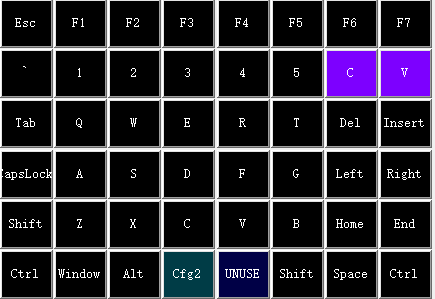 Esc F1 F2 F3 F4 F5 F6 F7
` 1 2 3 4 5 C V
Tab Q W E R T Del Insert
CapsLock A S D F G Left Right
Shift Z X C V B Home End
Ctrl Window Alt Cfg2 UNUSE Shift Space Ctrl